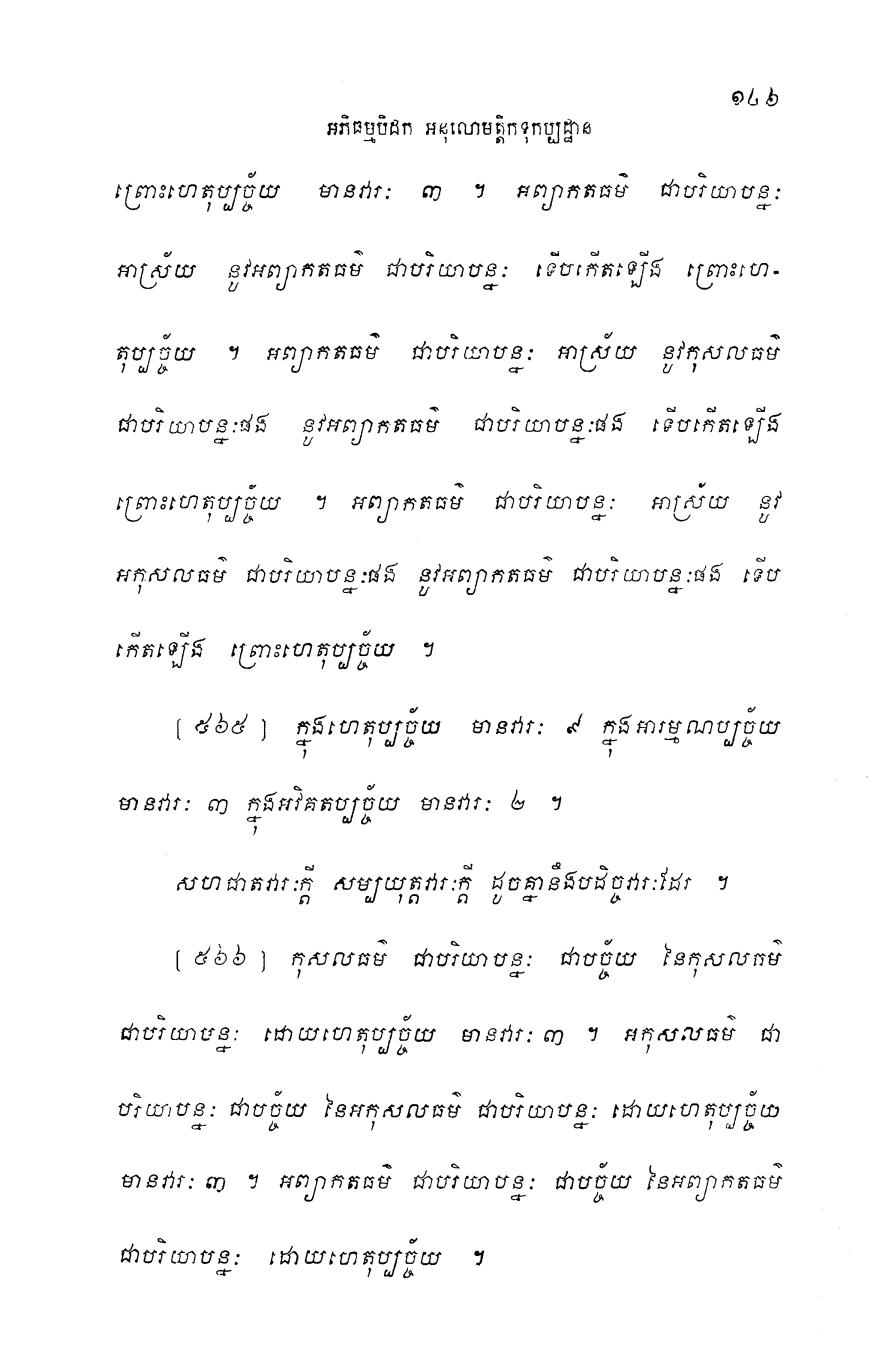 ១៤៦
អភិធម្មបិដក អនុលោមត្តិកទុកប្បដ្ឋាន
ព្រោះហេតុប្បច្ច័យ មានវារៈ ៣ ។ អព្យាកតធម៌ ជាបរិយាបន្នៈ
អាស្រ័យ នូវអព្យាកតធម៌ ជាបរិយាបន្នៈ ទើបកើតឡើង ព្រោះហេ-
តុប្បច្ច័យ ។ អព្យាកតធម៌ ជាបរិយាបន្នៈ អាស្រ័យ នូវកុសលធម៌
ជាបរិយាបន្នៈផង នូវអព្យាកតធម៌ ជាបរិយាបន្នៈផង ទើបកើតឡើង
ព្រោះហេតុប្បច្ច័យ ។ អព្យាកតធម៌ ជាបរិយាបន្នៈ អាស្រ័យ នូវ
អកុសលធម៌ ជាបរិយាបន្នៈផង នូវអព្យាកតធម៌ ជាបរិយាបន្នៈផង ទើប
កើតឡើង ព្រោះហេតុប្បច្ច័យ ។
[ ៥៦៥ ] ក្នុងហេតុប្បច្ច័យ មានវារៈ ៩ ក្នុងអារម្មណប្បច្ច័យ
មានវារៈ ៣ ក្នុងអវិគតប្បច្ច័យ មានវារៈ ៤ ។
សហជាតវារៈក្តី សម្បយុត្តវារៈក្តី ដូចគ្នានឹងបដិច្ចវារៈដែរ ។
[ ៥៦៦ ] កុសលធម៌ ជាបរិយាបន្នៈ ជាបច្ច័យ នៃកុសលធម៌
ជាបរិយាបន្នៈ ដោយហេតុប្បច្ច័យ មានវារៈ ៣ ។ អកុសលធម៌ ជា
បរិយាបន្នៈ ជាបច្ច័យ នៃអកុសលធម៌ ជាបរិយាបន្នៈ ដោយហេតុប្បច្ច័យ
មានវារៈ ៣ ។ អព្យាកតធម៌ ជាបរិយាបន្នៈ ជាបច្ច័យ នៃអព្យាកតធម៌
ជាបរិយាបន្នៈ ដោយហេតុប្បច្ច័យ ។